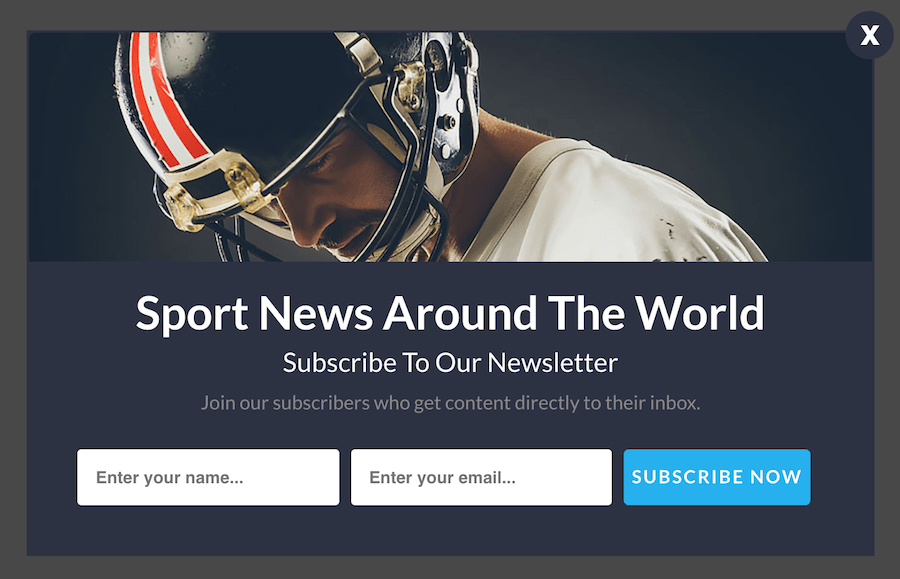 X
Sport News Around The World
Subscribe To Our Newsletter
Join our subscribers who get content directly to their inbox.
Enter your name... Enter your email... SUBSCRIBE NOW